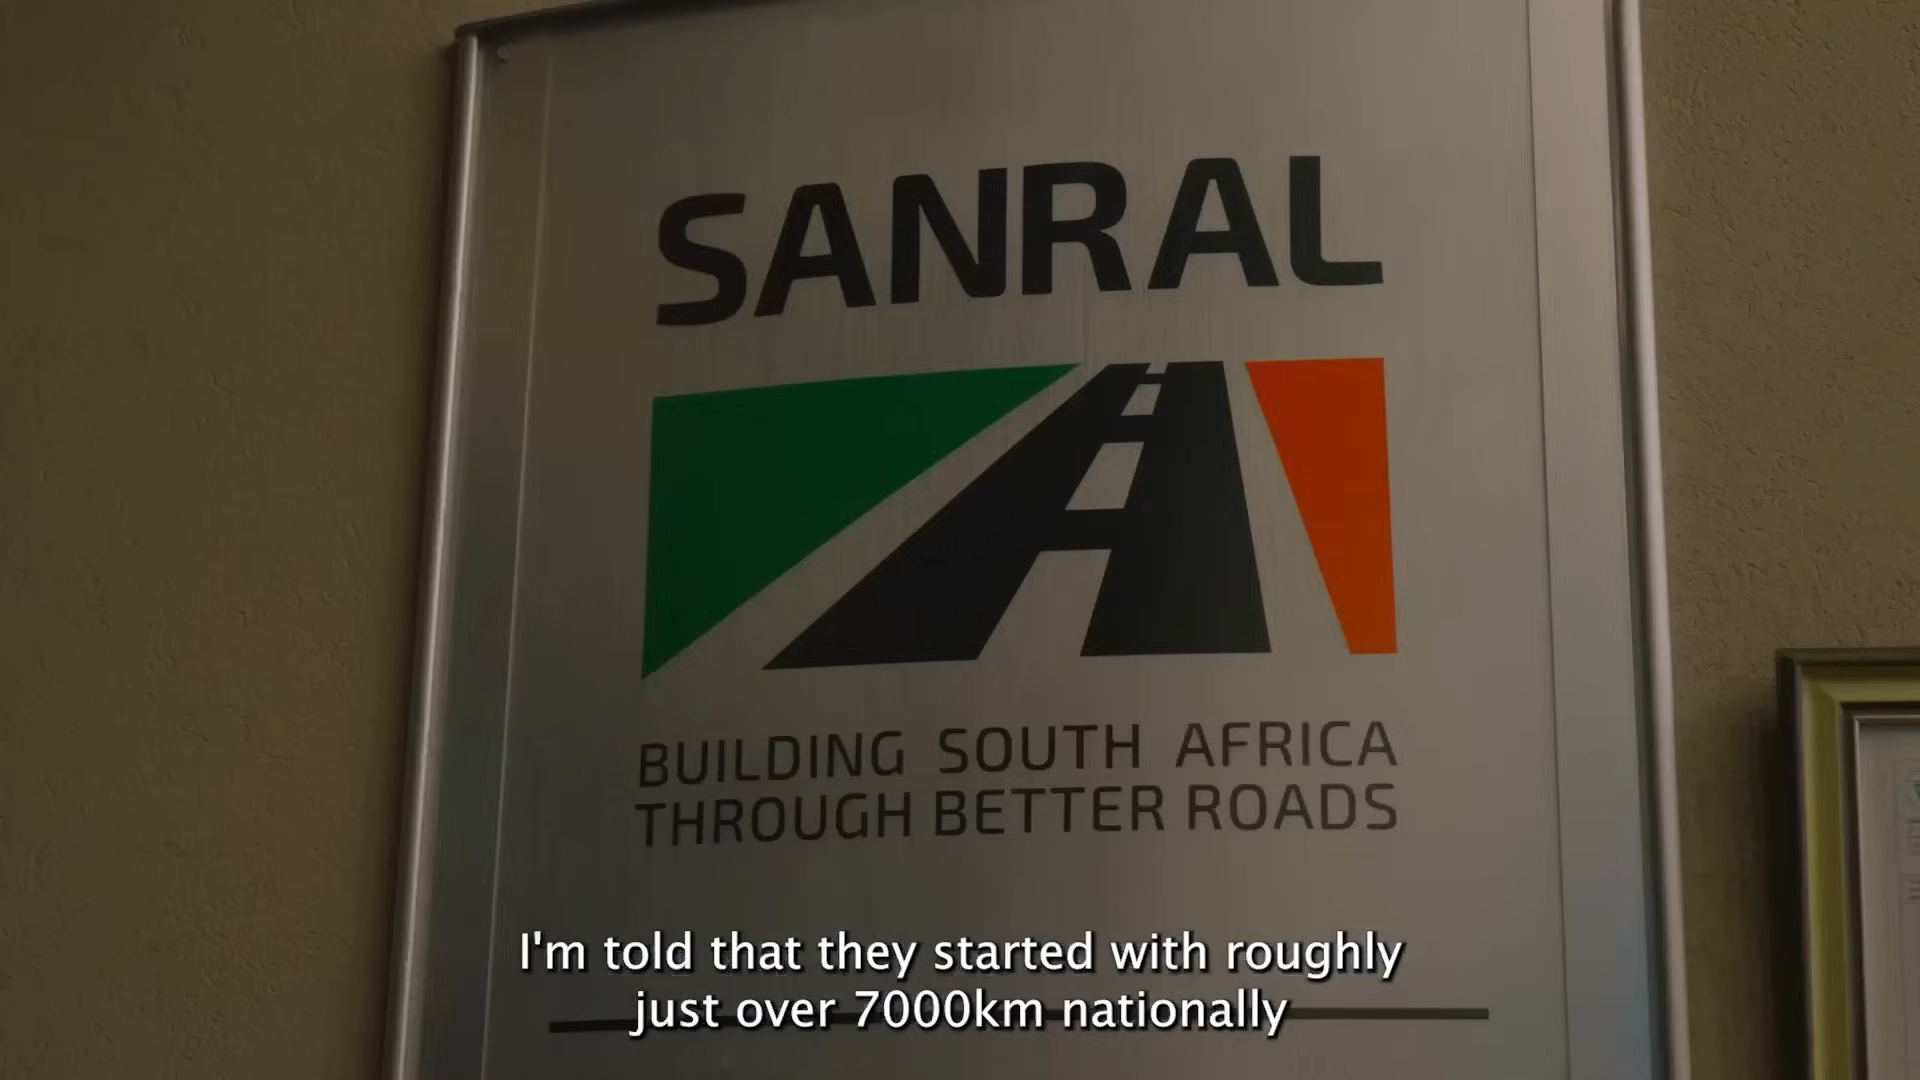 SANRAL
BUILDING SOUTH AFRICA
THROUGH BETTER ROADS
I'm told that they started with roughly
just over 7000km nationally